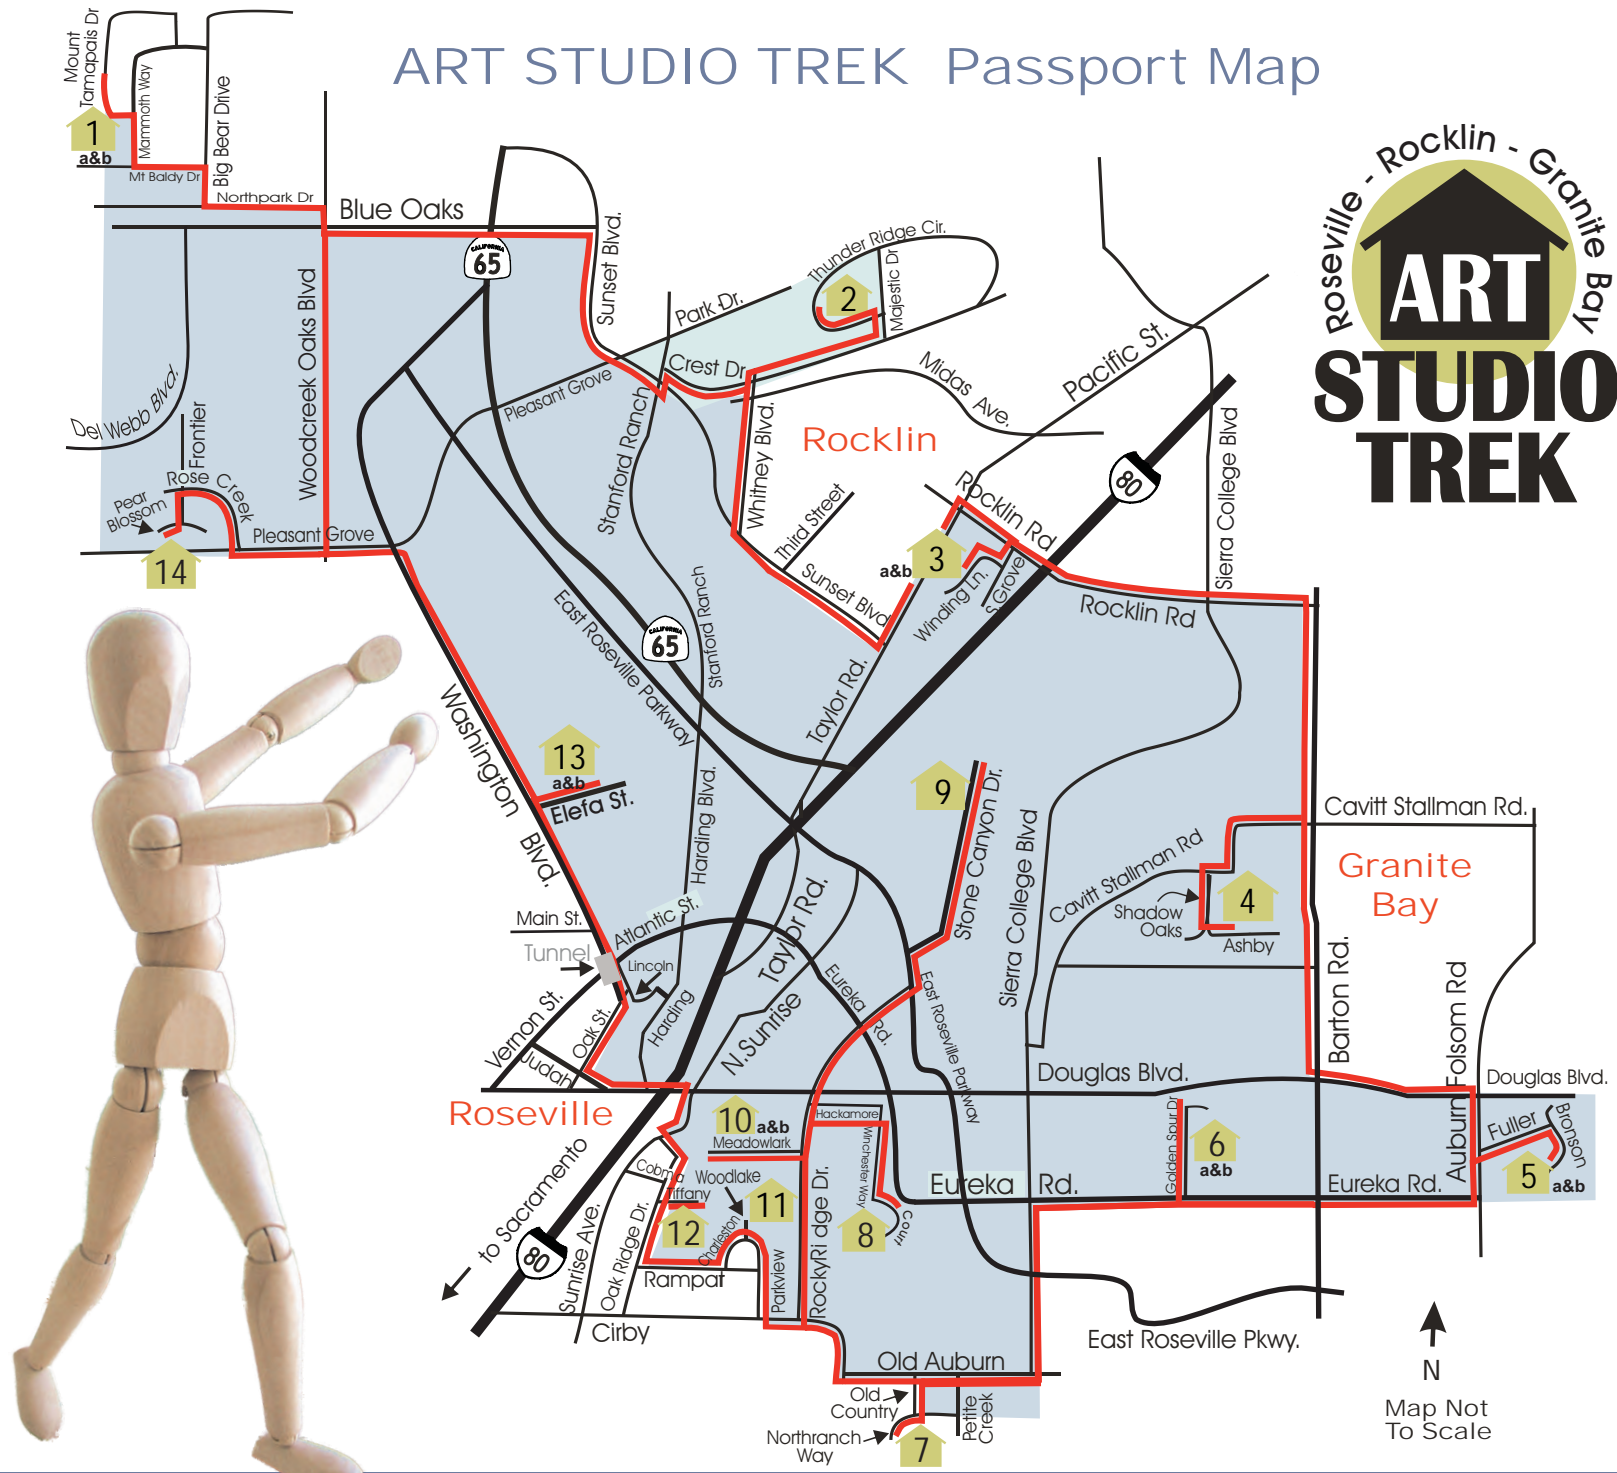 ART STUDIO TREK Passport Map
Roseville - Rocklin - Granite Bay
ART
STUDIO
TREK
Mount
Tamapais Dr
Mammoth Way
Big Bear Drive
1
a&b
Mt Baldy Dr
Northpark Dr
Blue Oaks
CALIFORNIA
65
Sunset Blvd.
Thunder Ridge Cir.
Majestic Dr.
2
Park Dr.
Crest Dr
Pleasant Grove
Midas Ave.
Pacific St.
Woodcreek Oaks Blvd
Del Webb Blvd.
Frontier
Rose Creek
Pear
Blossom
Pleasant Grove
14
Stanford Ranch
Whitney Blvd.
Rocklin
Third Street
Sunset Blvd
Rocklin Rd
80
Sierra College Blvd
3
a&b
Winding Ln.
S Grove
Rocklin Rd
East Roseville Parkway
CALIFORNIA
65
Stanford Ranch
Taylor Rd.
Washington Blvd.
13
a&b
Elefa St.
Harding Blvd.
9
Stone Canyon Dr.
Sierra College Blvd
Cavitt Stallman Rd.
Cavitt Stallman Rd
Granite
Bay
4
Shadow
Oaks
Ashby
Main St.
Tunnel
Atlantic St.
Lincoln
Taylor Rd.
Eureka Rd.
East Roseville Parkway
Barton Rd.
Auburn Folsom Rd
Vernon St.
Oak St.
Judah
Harding
N.Sunrise
Douglas Blvd.
Douglas Blvd.
Roseville
10
a&b
Meadowlark
Hackamore
Winchester Way
Golden Spur Dr
6
a&b
Fuller
Bronson
5
a&b
to Sacramento
Cobma
Tiffany
Woodlake
11
12
Charleston
8
Court
Eureka Rd.
Eureka Rd.
80
Sunrise Ave.
Oak Ridge Dr.
Rampat
Parkview
RockyRi dge Dr.
Cirby
East Roseville Pkwy.
Old Auburn
Old
Country
Petite
Creek
Northranch
Way
7
N
Map Not
To Scale